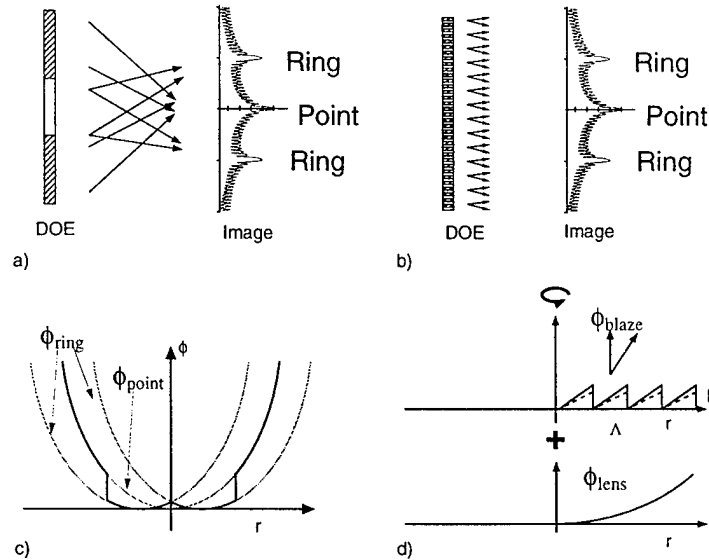 Ring
Point
Ring
DOE
Image
a)
Ring
Point
Ring
DOE
Image
b)
ϕring
ϕ
ϕpoint
r
c)
ϕblaze
Λ
r
+
ϕlens
r
d)